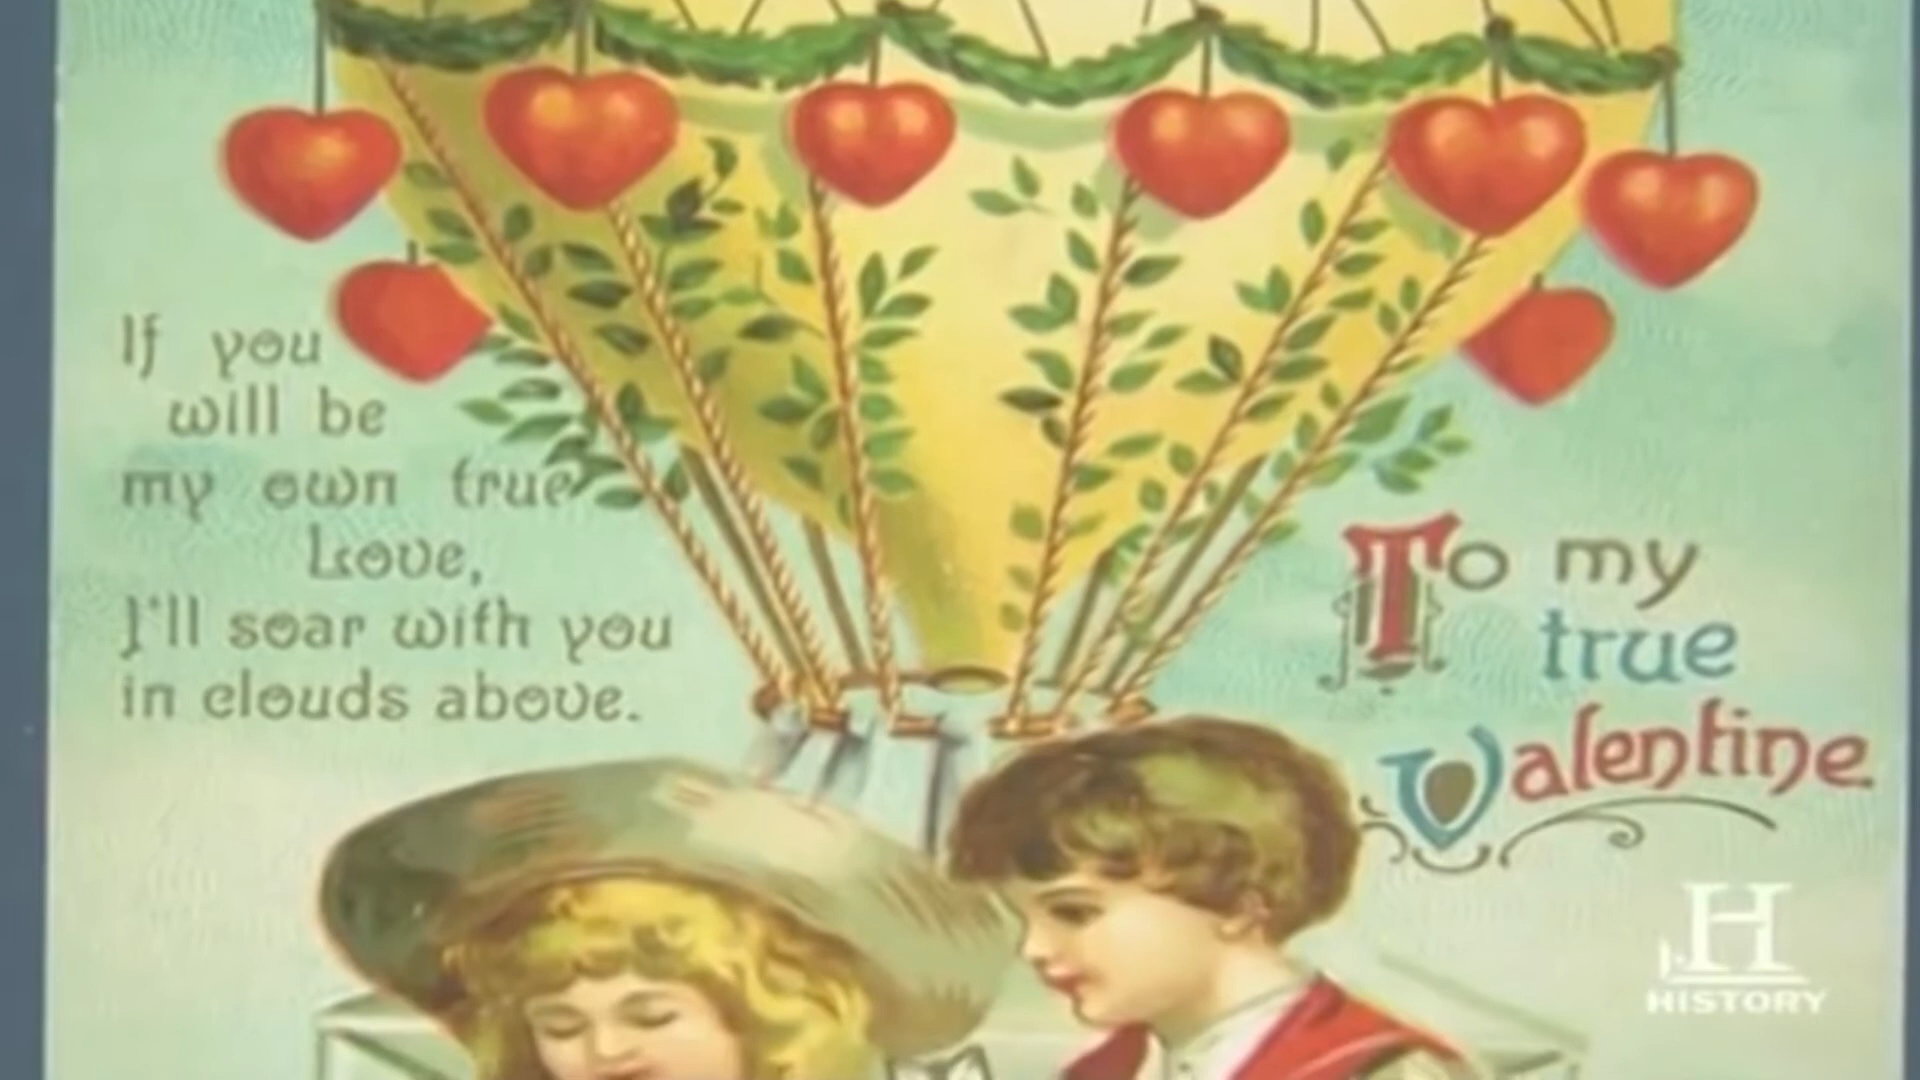 If you
will be
my own true
Love,
I'll soar with you
in clouds above.
To my
true
Valentine
H
HISTORY